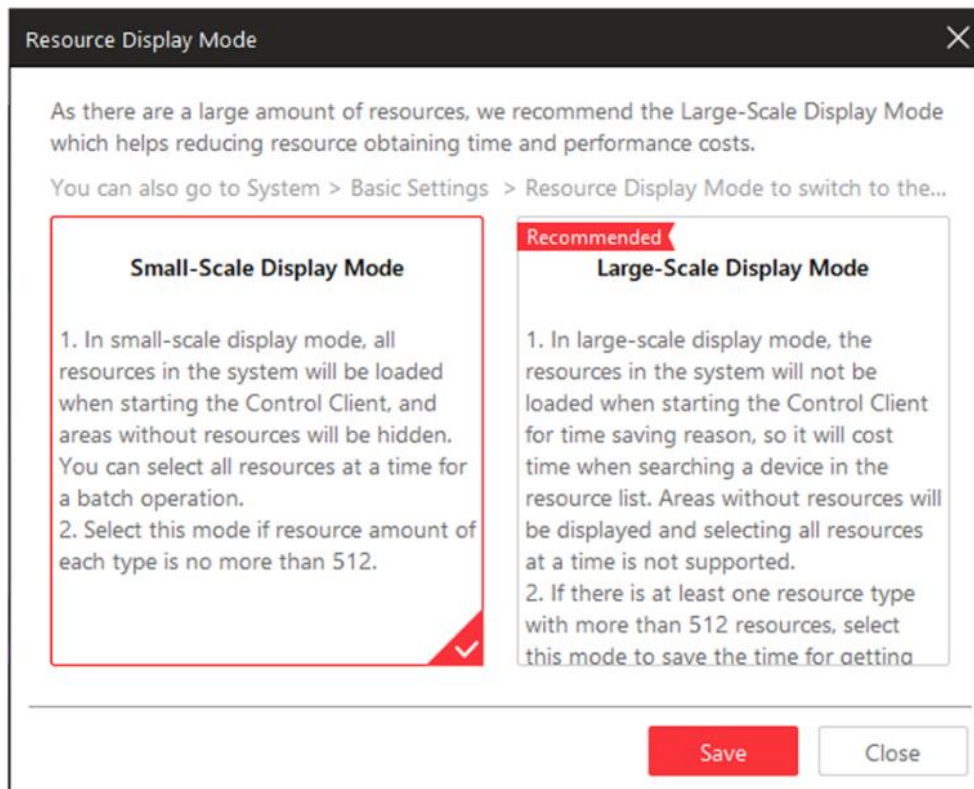 Resource Display Mode
As there are a large amount of resources, we recommend the Large-Scale Display Mode
which helps reducing resource obtaining time and performance costs.
You can also go to System > Basic Settings > Resource Display Mode to switch to the...
Small-Scale Display Mode
1. In small-scale display mode, all
resources in the system will be loaded
when starting the Control Client, and
areas without resources will be hidden.
You can select all resources at a time for
a batch operation.
2. Select this mode if resource amount of
each type is no more than 512.
Recommended
Large-Scale Display Mode
1. In large-scale display mode, the
resources in the system will not be
loaded when starting the Control Client
for time saving reason, so it will cost
time when searching a device in the
resource list. Areas without resources will
be displayed and selecting all resources
at a time is not supported.
2. If there is at least one resource type
with more than 512 resources, select
this mode to save the time for getting
Save
Close